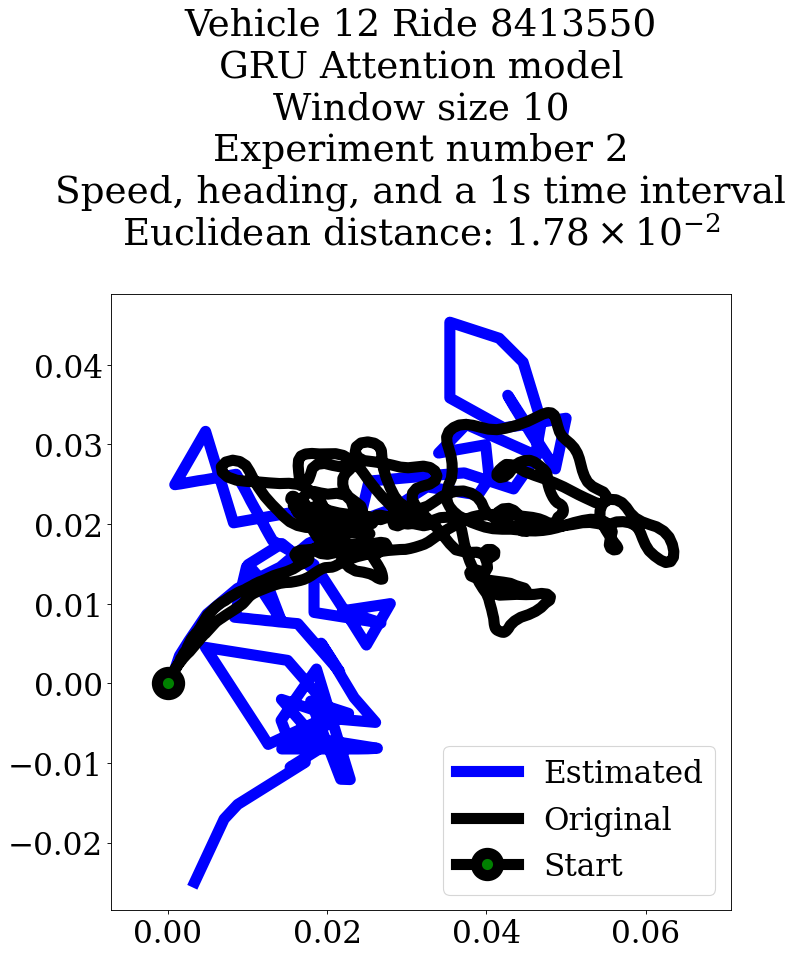 Vehicle 12 Ride 8413550
GRU Attention model
Window size 10
Experiment number 2
Speed, heading, and a 1s time interval
Euclidean distance: 1.78 × 10⁻²
0.04
0.03
0.02
0.01
0.00
−0.01
−0.02
Estimated
Original
Start
0.00 0.02 0.04 0.06